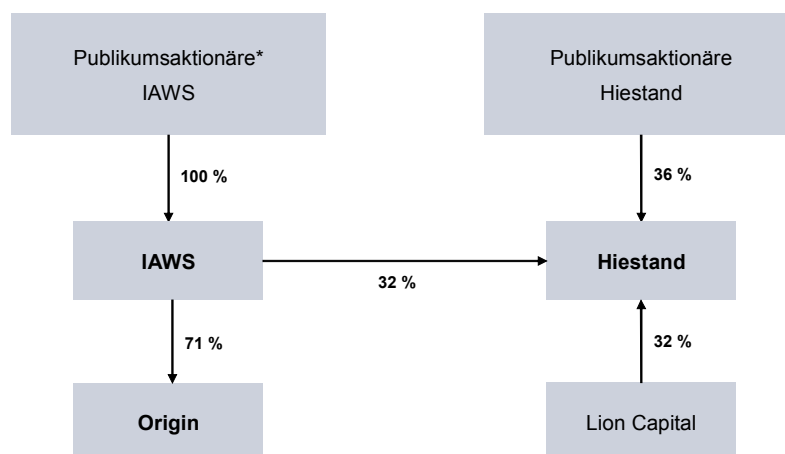 Publikumsaktionäre*
IAWS
Publikumsaktionäre
Hiestand
100 %
36 %
IAWS
32 %
Hiestand
71 %
32 %
Origin
Lion Capital